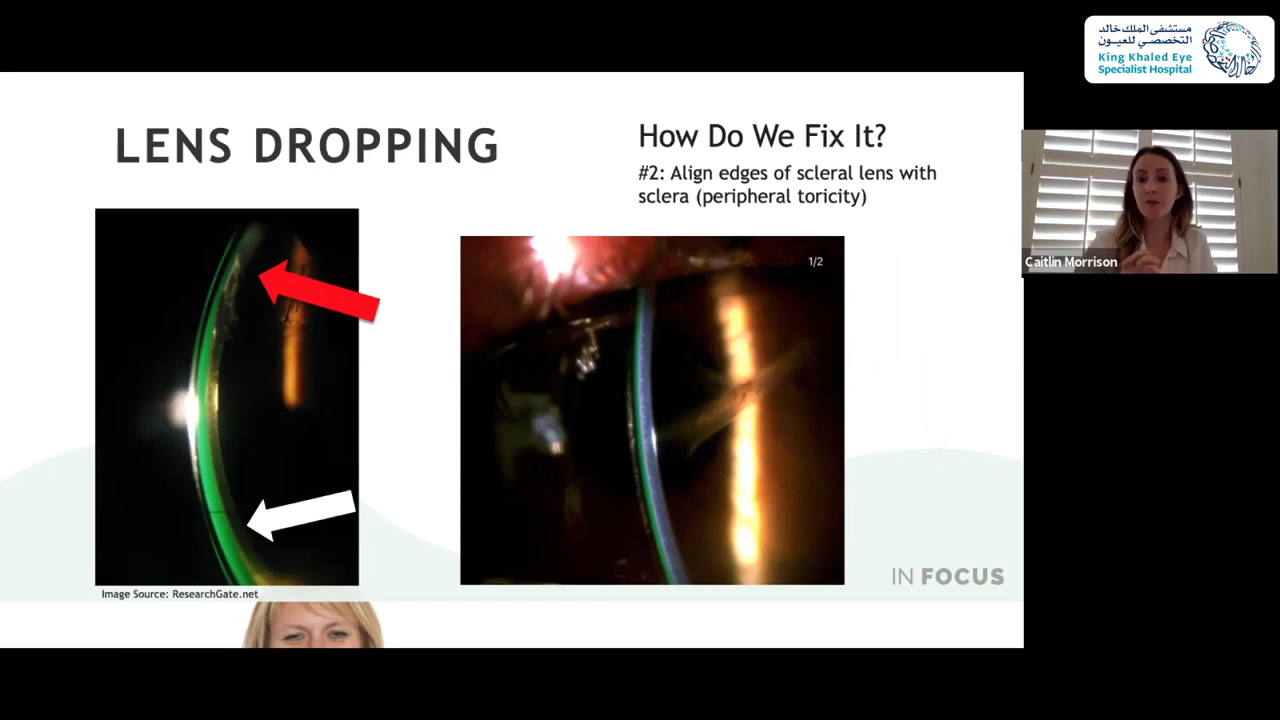 مستشفى الملك خالد
التخصصي للعيون
King Khaled Eye
Specialist Hospital
LENS DROPPING
How Do We Fix It?
#2: Align edges of scleral lens with
sclera (peripheral toricity)
1/2
Caitlin Morrison
IN FOCUS
Image Source: ResearchGate.net